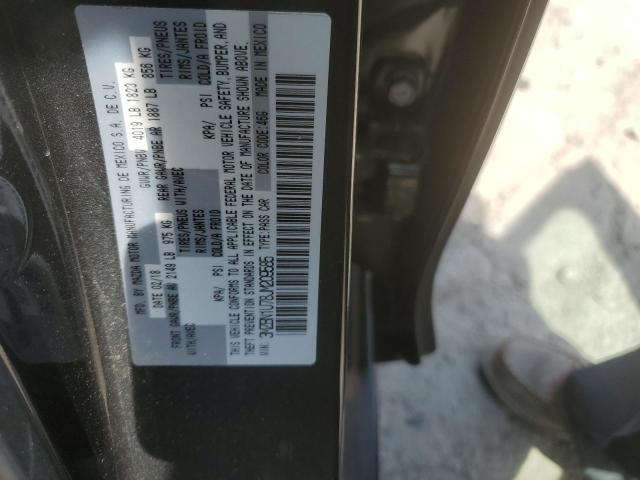 MFD. BY MAZDA MOTOR MANUFACTURING DE MEXICO S.A. DE C.V.
DATE 02/18 GVWR/PNBV 4019 LB 1823 KG
FRONT GAWR/PNBE AV 2149 LB 975 KG REAR GAWR/PNBE AR 1887 LB 856 KG
WITH/AVEC TIRES/PNEUS WITH/AVEC TIRES/PNEUS
RIMS/JANTES RIMS/JANTES
COLD/A FROID COLD/A FROID
KPA/ PSI KPA/ PSI
THIS VEHICLE CONFORMS TO ALL APPLICABLE FEDERAL MOTOR VEHICLE SAFETY, BUMPER, AND
THEFT PREVENTION STANDARDS IN EFFECT ON THE DATE OF MANUFACTURE SHOWN ABOVE.
TYPE:PASS CAR COLOR CODE:46G MADE IN MEXICO